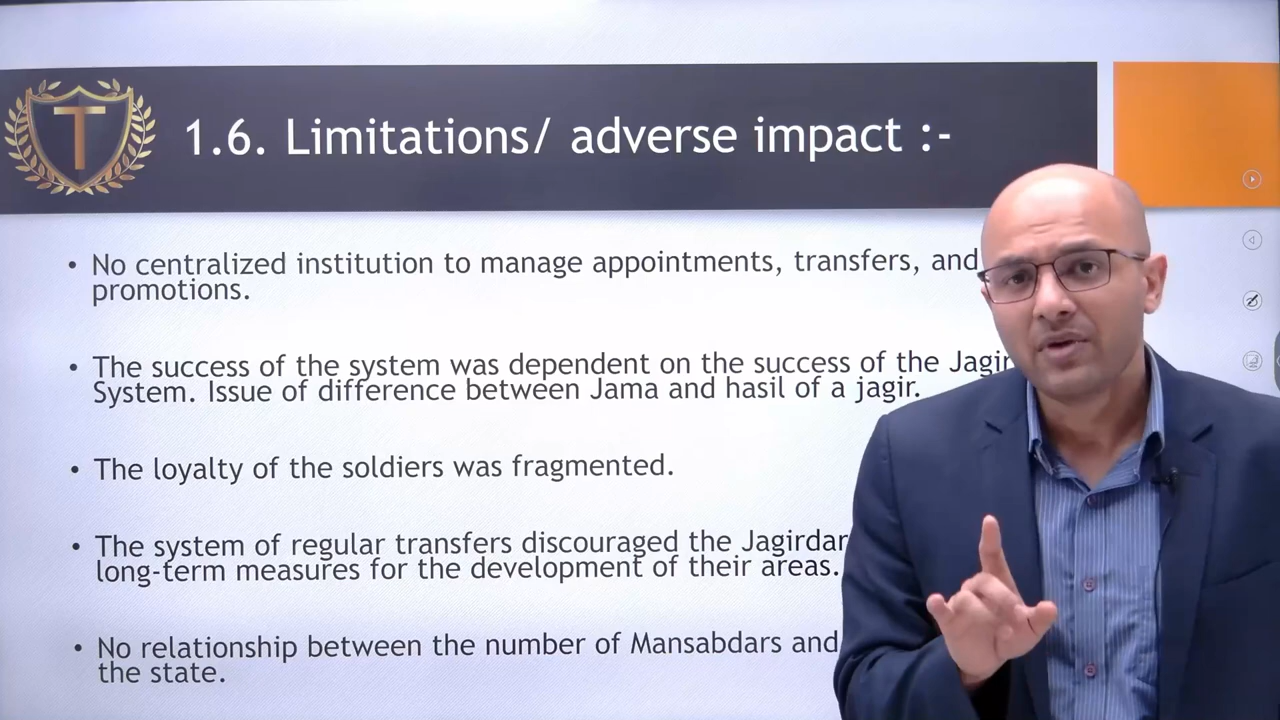 T
1.6. Limitations/ adverse impact :-
• No centralized institution to manage appointments, transfers, and
promotions.
• The success of the system was dependent on the success of the Jagir
System. Issue of difference between Jama and hasil of a jagir.
• The loyalty of the soldiers was fragmented.
• The system of regular transfers discouraged the Jagirdar
long-term measures for the development of their areas.
• No relationship between the number of Mansabdars and
the state.